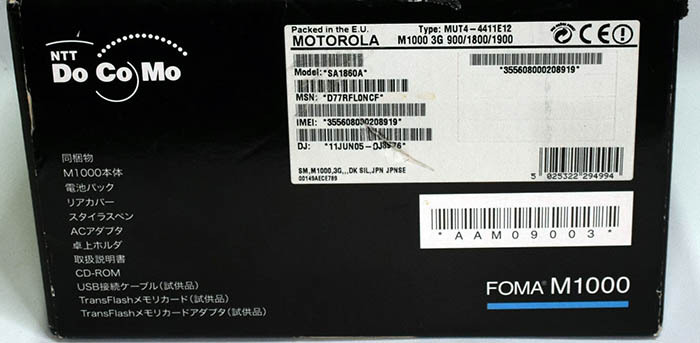 NTT
DoCoMo
同梱物
M1000本体
電池パック
リアカバー
スタイラスペン
ACアダプタ
卓上ホルダ
取扱説明書
CD-ROM
USB接続ケーブル（試供品）
TransFlashメモリカード（試供品）
TransFlashメモリカードアダプタ（試供品）
Packed in the E.U. Type: MUT4-4411E12
MOTOROLA M1000 3G 900/1800/1900
CE
Model: *SA1860A*
*355608000208919*
MSN: *D77RFL0NCF*
IMEI: *355608000208919*
DJ: *11JUN05-
SM,M1000,3G,,,DK SIL,JPN JPNSE
00149AECE789
5 025322 294994
*AAM09003*
FOMA® M1000